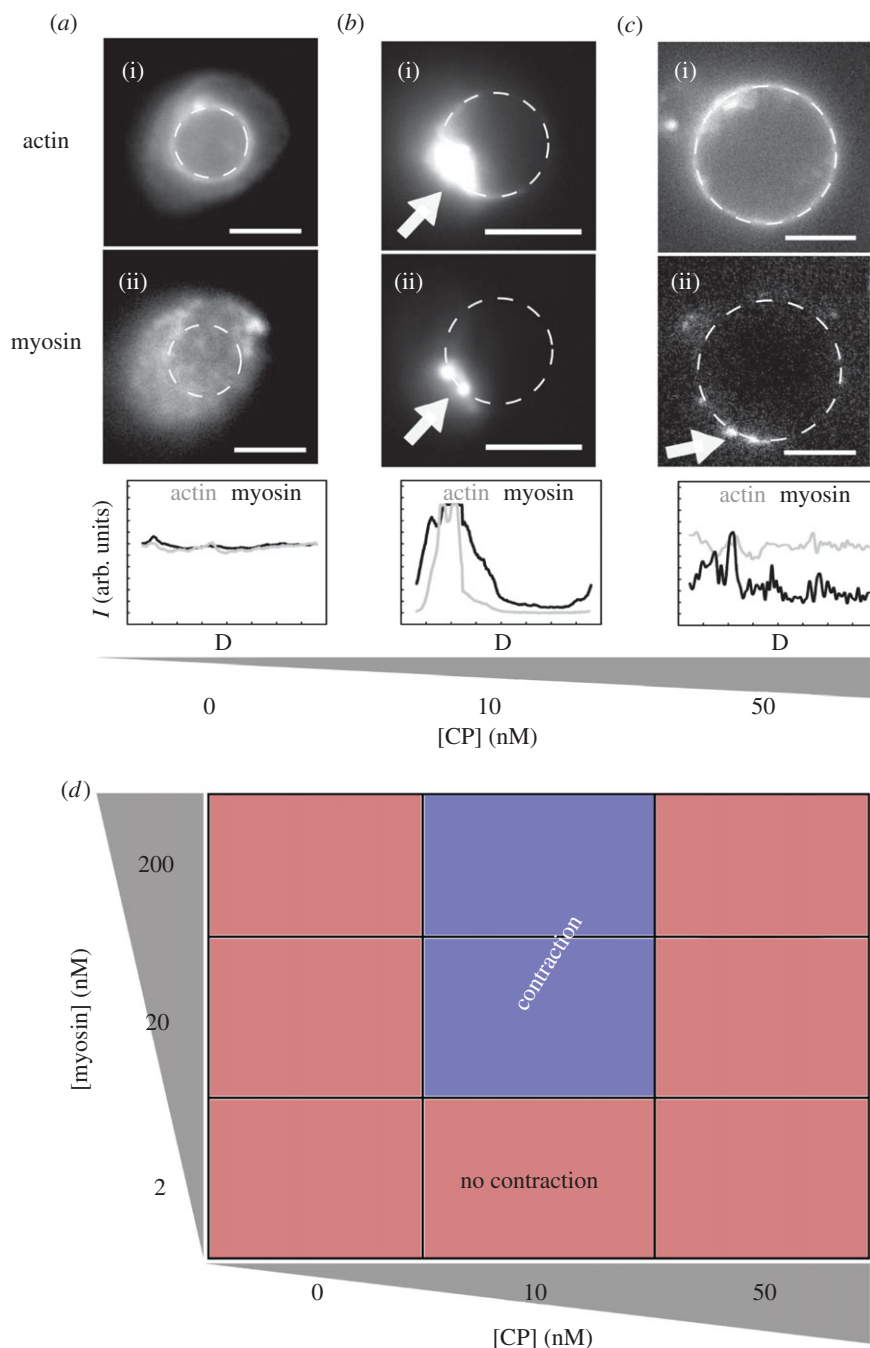 (a)
(b)
(c)
(i)
(i)
(i)
actin
(ii)
(ii)
(ii)
myosin
actin myosin
actin myosin
actin myosin
I (arb. units)
D
D
D
0
10
50
[CP] (nM)
(d)
200
20
2
[myosin] (nM)
contraction
no contraction
0
10
50
[CP] (nM)